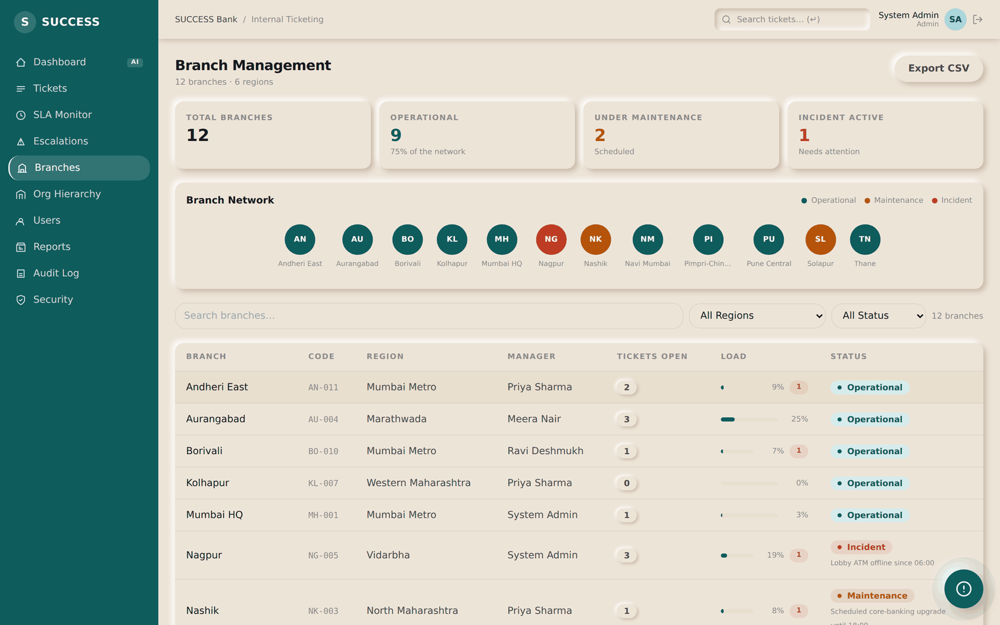 S SUCCESS
Dashboard AI
Tickets
SLA Monitor
Escalations
Branches
Org Hierarchy
Users
Reports
Audit Log
Security
SUCCESS Bank / Internal Ticketing
Search tickets... (↵)
System Admin
Admin
SA
Branch Management
12 branches · 6 regions
Export CSV
TOTAL BRANCHES
12
OPERATIONAL
9
75% of the network
UNDER MAINTENANCE
2
Scheduled
INCIDENT ACTIVE
1
Needs attention
Branch Network
Operational Maintenance Incident
AN AU BO KL MH NG NK NM PI PU SL TN
Andheri East Aurangabad Borivali Kolhapur Mumbai HQ Nagpur Nashik Navi Mumbai Pimpri-Chin... Pune Central Solapur Thane
Search branches...
All Regions
All Status
12 branches
BRANCH CODE REGION MANAGER TICKETS OPEN LOAD STATUS
Andheri East AN-011 Mumbai Metro Priya Sharma 2 9% 1 Operational
Aurangabad AU-004 Marathwada Meera Nair 3 25% Operational
Borivali BO-010 Mumbai Metro Ravi Deshmukh 1 7% 1 Operational
Kolhapur KL-007 Western Maharashtra Priya Sharma 0 0% Operational
Mumbai HQ MH-001 Mumbai Metro System Admin 1 3% Operational
Nagpur NG-005 Vidarbha System Admin 3 19% 1 Incident
Lobby ATM offline since 06:00
Nashik NK-003 North Maharashtra Priya Sharma 1 8% 1 Maintenance
Scheduled core-banking upgrade
until 18:00